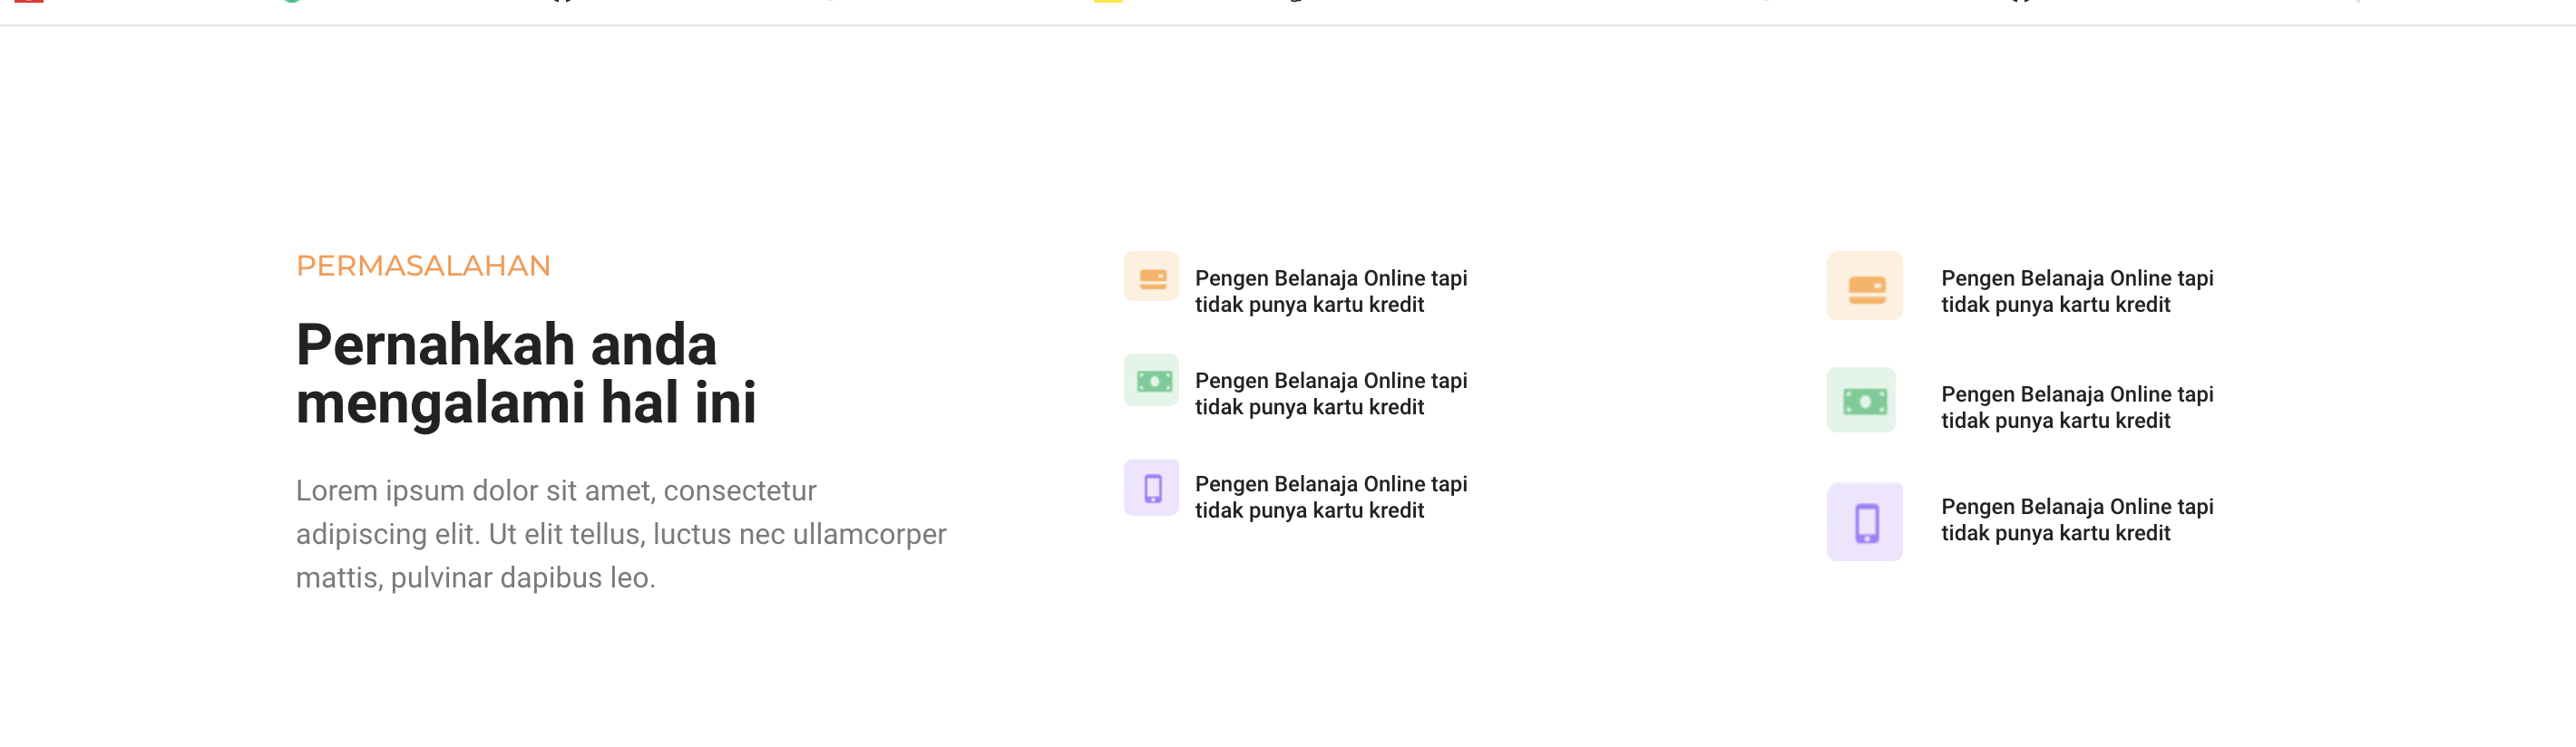 PERMASALAHAN
Pernahkah anda
mengalami hal ini
Lorem ipsum dolor sit amet, consectetur
adipiscing elit. Ut elit tellus, luctus nec ullamcorper
mattis, pulvinar dapibus leo.
Pengen Belanaja Online tapi
tidak punya kartu kredit
Pengen Belanaja Online tapi
tidak punya kartu kredit
Pengen Belanaja Online tapi
tidak punya kartu kredit
Pengen Belanaja Online tapi
tidak punya kartu kredit
Pengen Belanaja Online tapi
tidak punya kartu kredit
Pengen Belanaja Online tapi
tidak punya kartu kredit